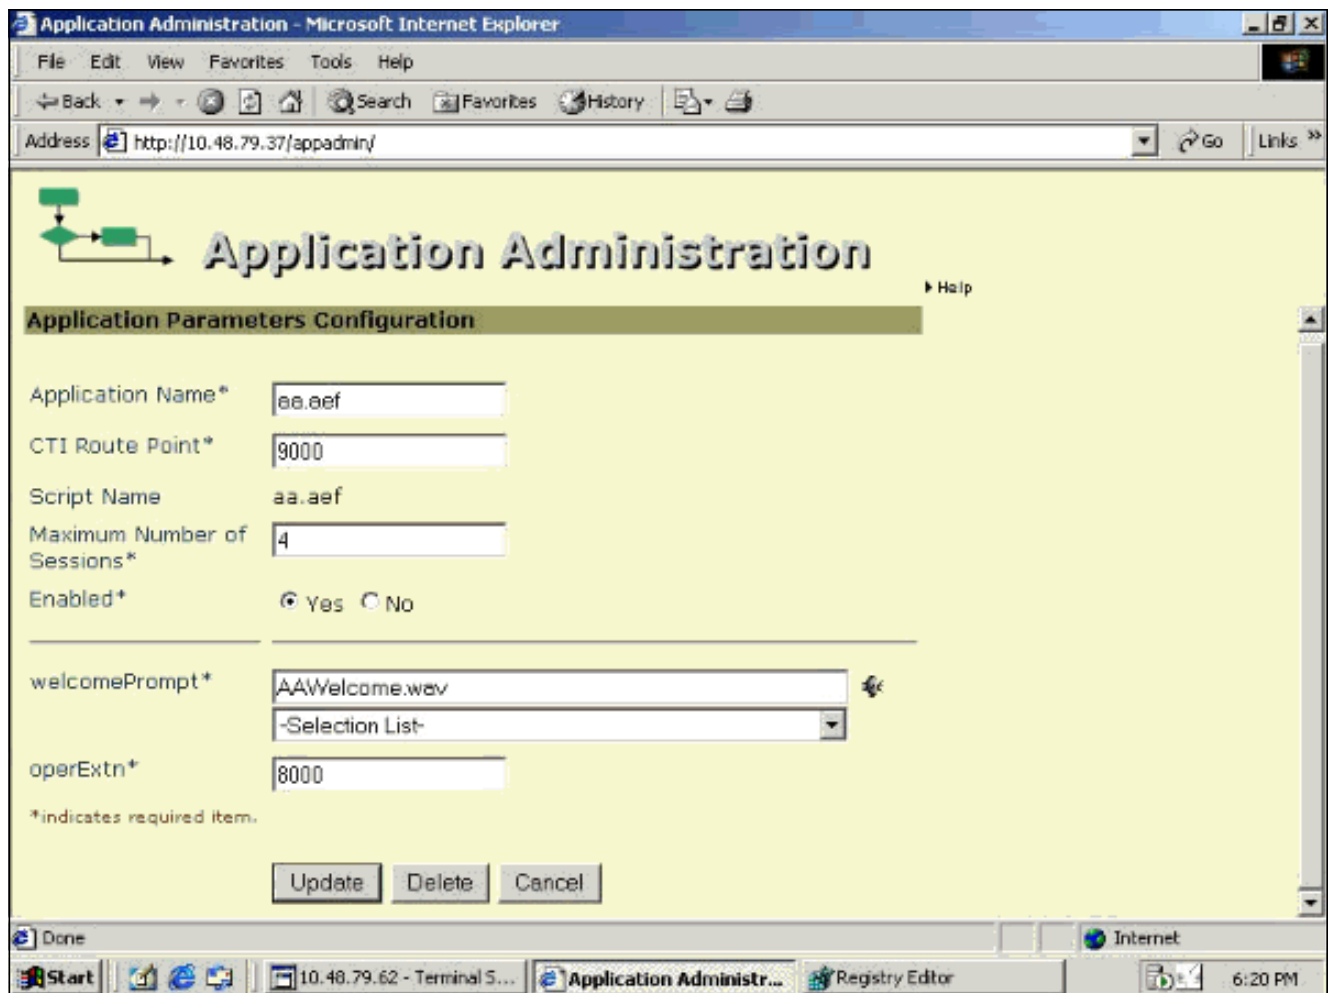 Application Administration - Microsoft Internet Explorer
File Edit View Favorites Tools Help
Back Search Favorites History
Address http://10.48.79.37/appadmin/ Go Links »
Application Administration
Help
Application Parameters Configuration
Application Name* aa.aef
CTI Route Point* 9000
Script Name aa.aef
Maximum Number of
Sessions* 4
Enabled* Yes No
welcomePrompt* AAWelcome.wav
-Selection List-
operExtn* 8000
*indicates required item.
Update Delete Cancel
Done Internet
Start 10.48.79.62 - Terminal S... Application Administr... Registry Editor 6:20 PM